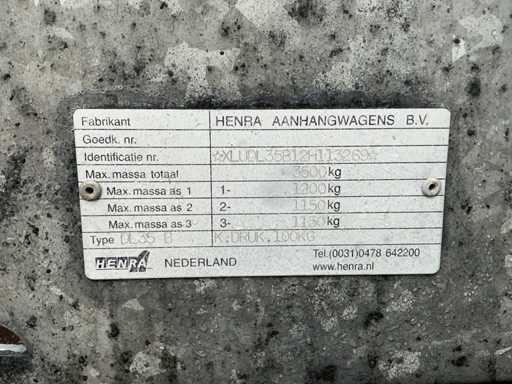 Fabrikant HENRA AANHANGWAGENS B.V.
Goedk. nr.
Identificatie nr. ☆XLUDL35B12H113269☆
Max. massa totaal 3500kg
Max. massa as 1 1- 1200kg
Max. massa as 2 2- 1150kg
Max. massa as 3 3- 1150kg
Type DL35 K.DRUK.100KG
HENRA NEDERLAND Tel.(0031)0478 642200
www.henra.nl